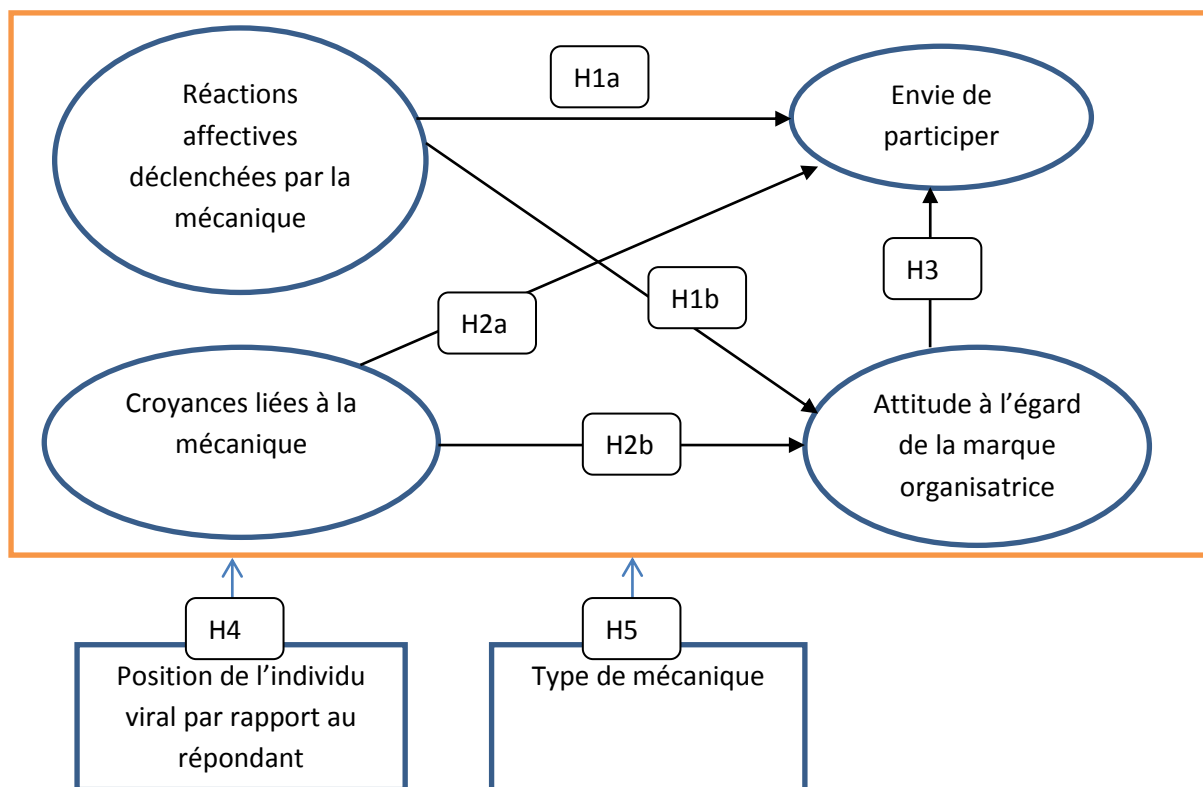 Réactions
affectives
déclenchées par la
mécanique
H1a
Envie de
participer
H1b
H2a
H3
Croyances liées à la
mécanique
H2b
Attitude à l’égard
de la marque
organisatrice
H4
Position de l’individu
viral par rapport au
répondant
H5
Type de mécanique